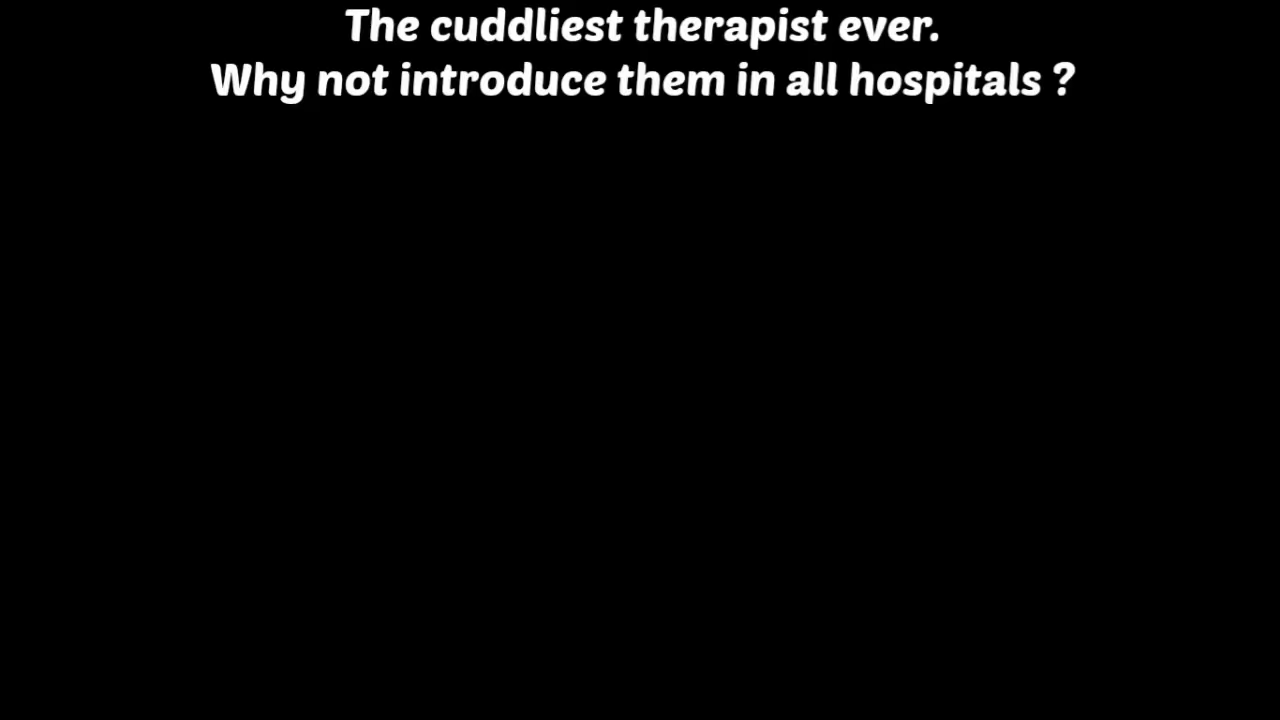 The cuddliest therapist ever.
Why not introduce them in all hospitals ?